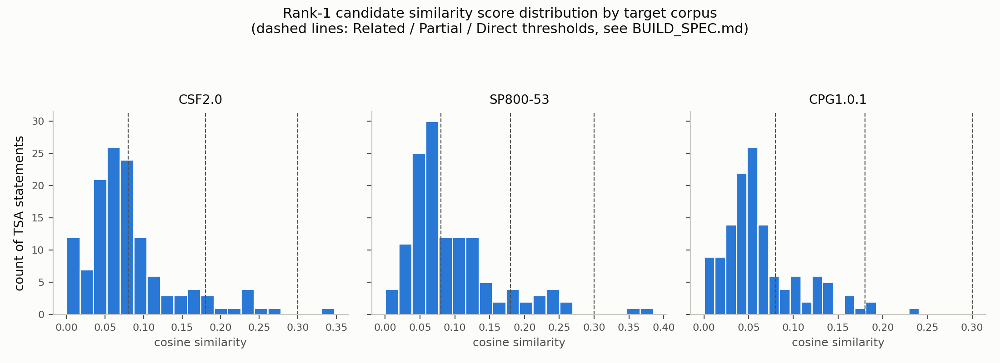 Rank-1 candidate similarity score distribution by target corpus
(dashed lines: Related / Partial / Direct thresholds, see BUILD_SPEC.md)
CSF2.0
SP800-53
CPG1.0.1
count of TSA statements
30
25
20
15
10
5
0
0.00 0.05 0.10 0.15 0.20 0.25 0.30 0.35
0.00 0.05 0.10 0.15 0.20 0.25 0.30 0.35 0.40
0.00 0.05 0.10 0.15 0.20 0.25 0.30
cosine similarity
cosine similarity
cosine similarity